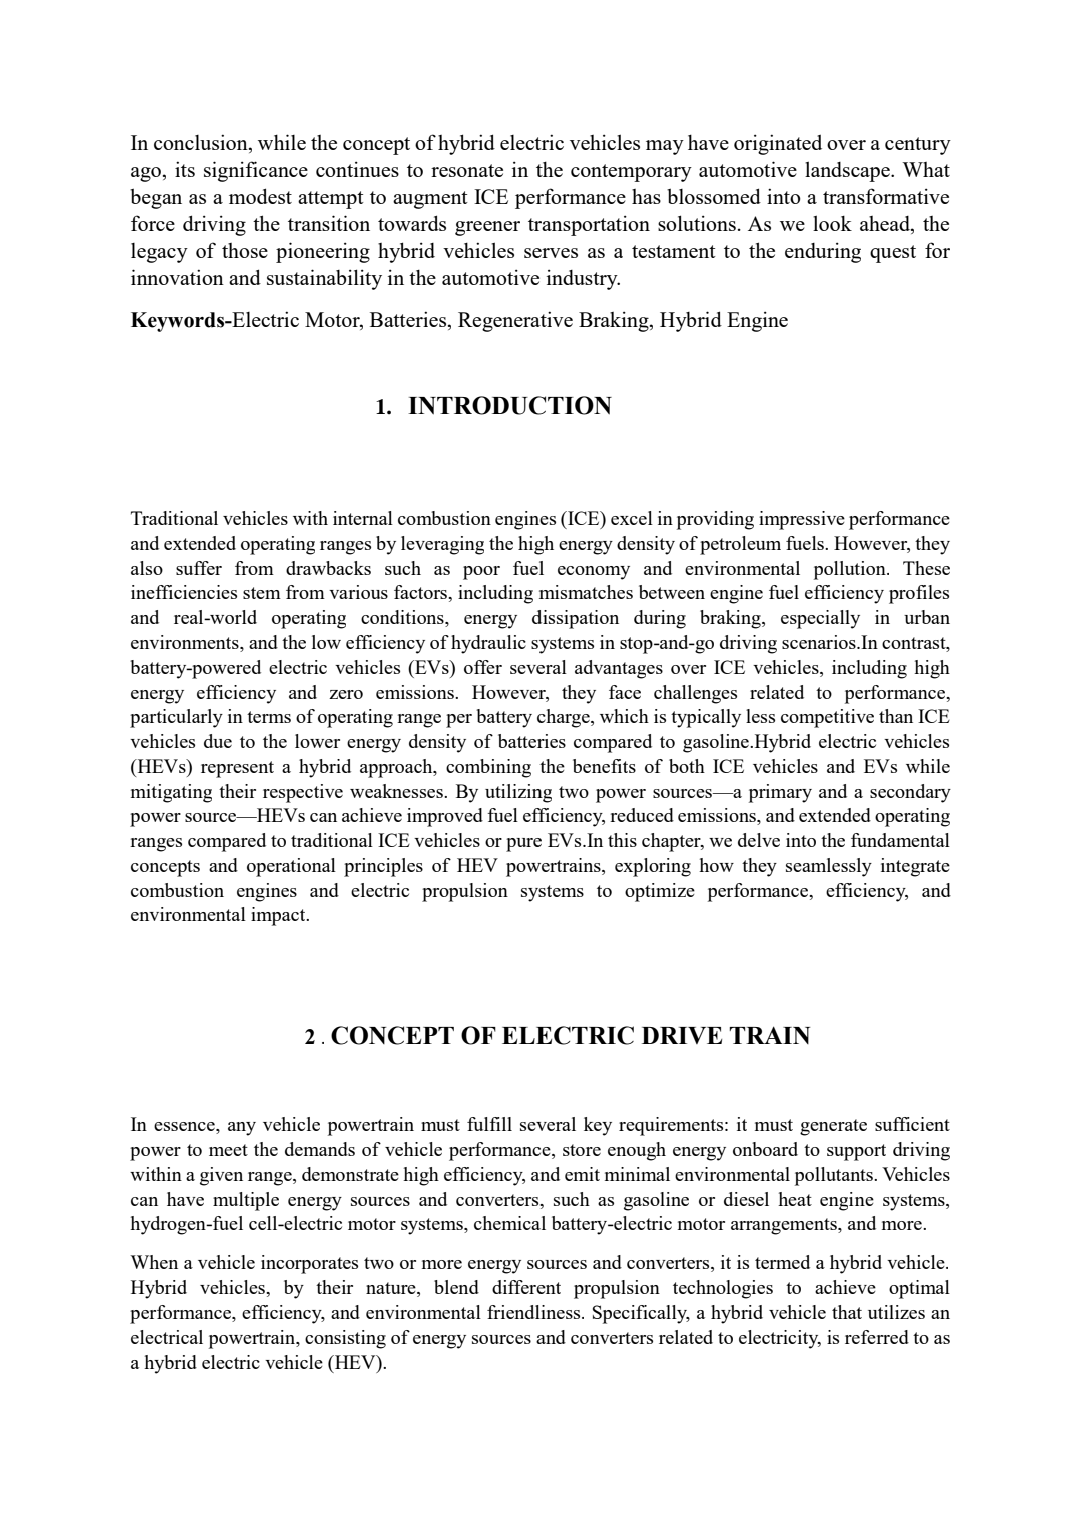 In conclusion, while the concept of hybrid electric vehicles may have originated over a century
ago, its significance continues to resonate in the contemporary automotive landscape. What
began as a modest attempt to augment ICE performance has blossomed into a transformative
force driving the transition towards greener transportation solutions. As we look ahead, the
legacy of those pioneering hybrid vehicles serves as a testament to the enduring quest for
innovation and sustainability in the automotive industry.
Keywords-Electric Motor, Batteries, Regenerative Braking, Hybrid Engine
1. INTRODUCTION
Traditional vehicles with internal combustion engines (ICE) excel in providing impressive performance
and extended operating ranges by leveraging the high energy density of petroleum fuels. However, they
also suffer from drawbacks such as poor fuel economy and environmental pollution. These
inefficiencies stem from various factors, including mismatches between engine fuel efficiency profiles
and real-world operating conditions, energy dissipation during braking, especially in urban
environments, and the low efficiency of hydraulic systems in stop-and-go driving scenarios.In contrast,
battery-powered electric vehicles (EVs) offer several advantages over ICE vehicles, including high
energy efficiency and zero emissions. However, they face challenges related to performance,
particularly in terms of operating range per battery charge, which is typically less competitive than ICE
vehicles due to the lower energy density of batteries compared to gasoline.Hybrid electric vehicles
(HEVs) represent a hybrid approach, combining the benefits of both ICE vehicles and EVs while
mitigating their respective weaknesses. By utilizing two power sources—a primary and a secondary
power source—HEVs can achieve improved fuel efficiency, reduced emissions, and extended operating
ranges compared to traditional ICE vehicles or pure EVs.In this chapter, we delve into the fundamental
concepts and operational principles of HEV powertrains, exploring how they seamlessly integrate
combustion engines and electric propulsion systems to optimize performance, efficiency, and
environmental impact.
2 . CONCEPT OF ELECTRIC DRIVE TRAIN
In essence, any vehicle powertrain must fulfill several key requirements: it must generate sufficient
power to meet the demands of vehicle performance, store enough energy onboard to support driving
within a given range, demonstrate high efficiency, and emit minimal environmental pollutants. Vehicles
can have multiple energy sources and converters, such as gasoline or diesel heat engine systems,
hydrogen-fuel cell-electric motor systems, chemical battery-electric motor arrangements, and more.
When a vehicle incorporates two or more energy sources and converters, it is termed a hybrid vehicle.
Hybrid vehicles, by their nature, blend different propulsion technologies to achieve optimal
performance, efficiency, and environmental friendliness. Specifically, a hybrid vehicle that utilizes an
electrical powertrain, consisting of energy sources and converters related to electricity, is referred to as
a hybrid electric vehicle (HEV).